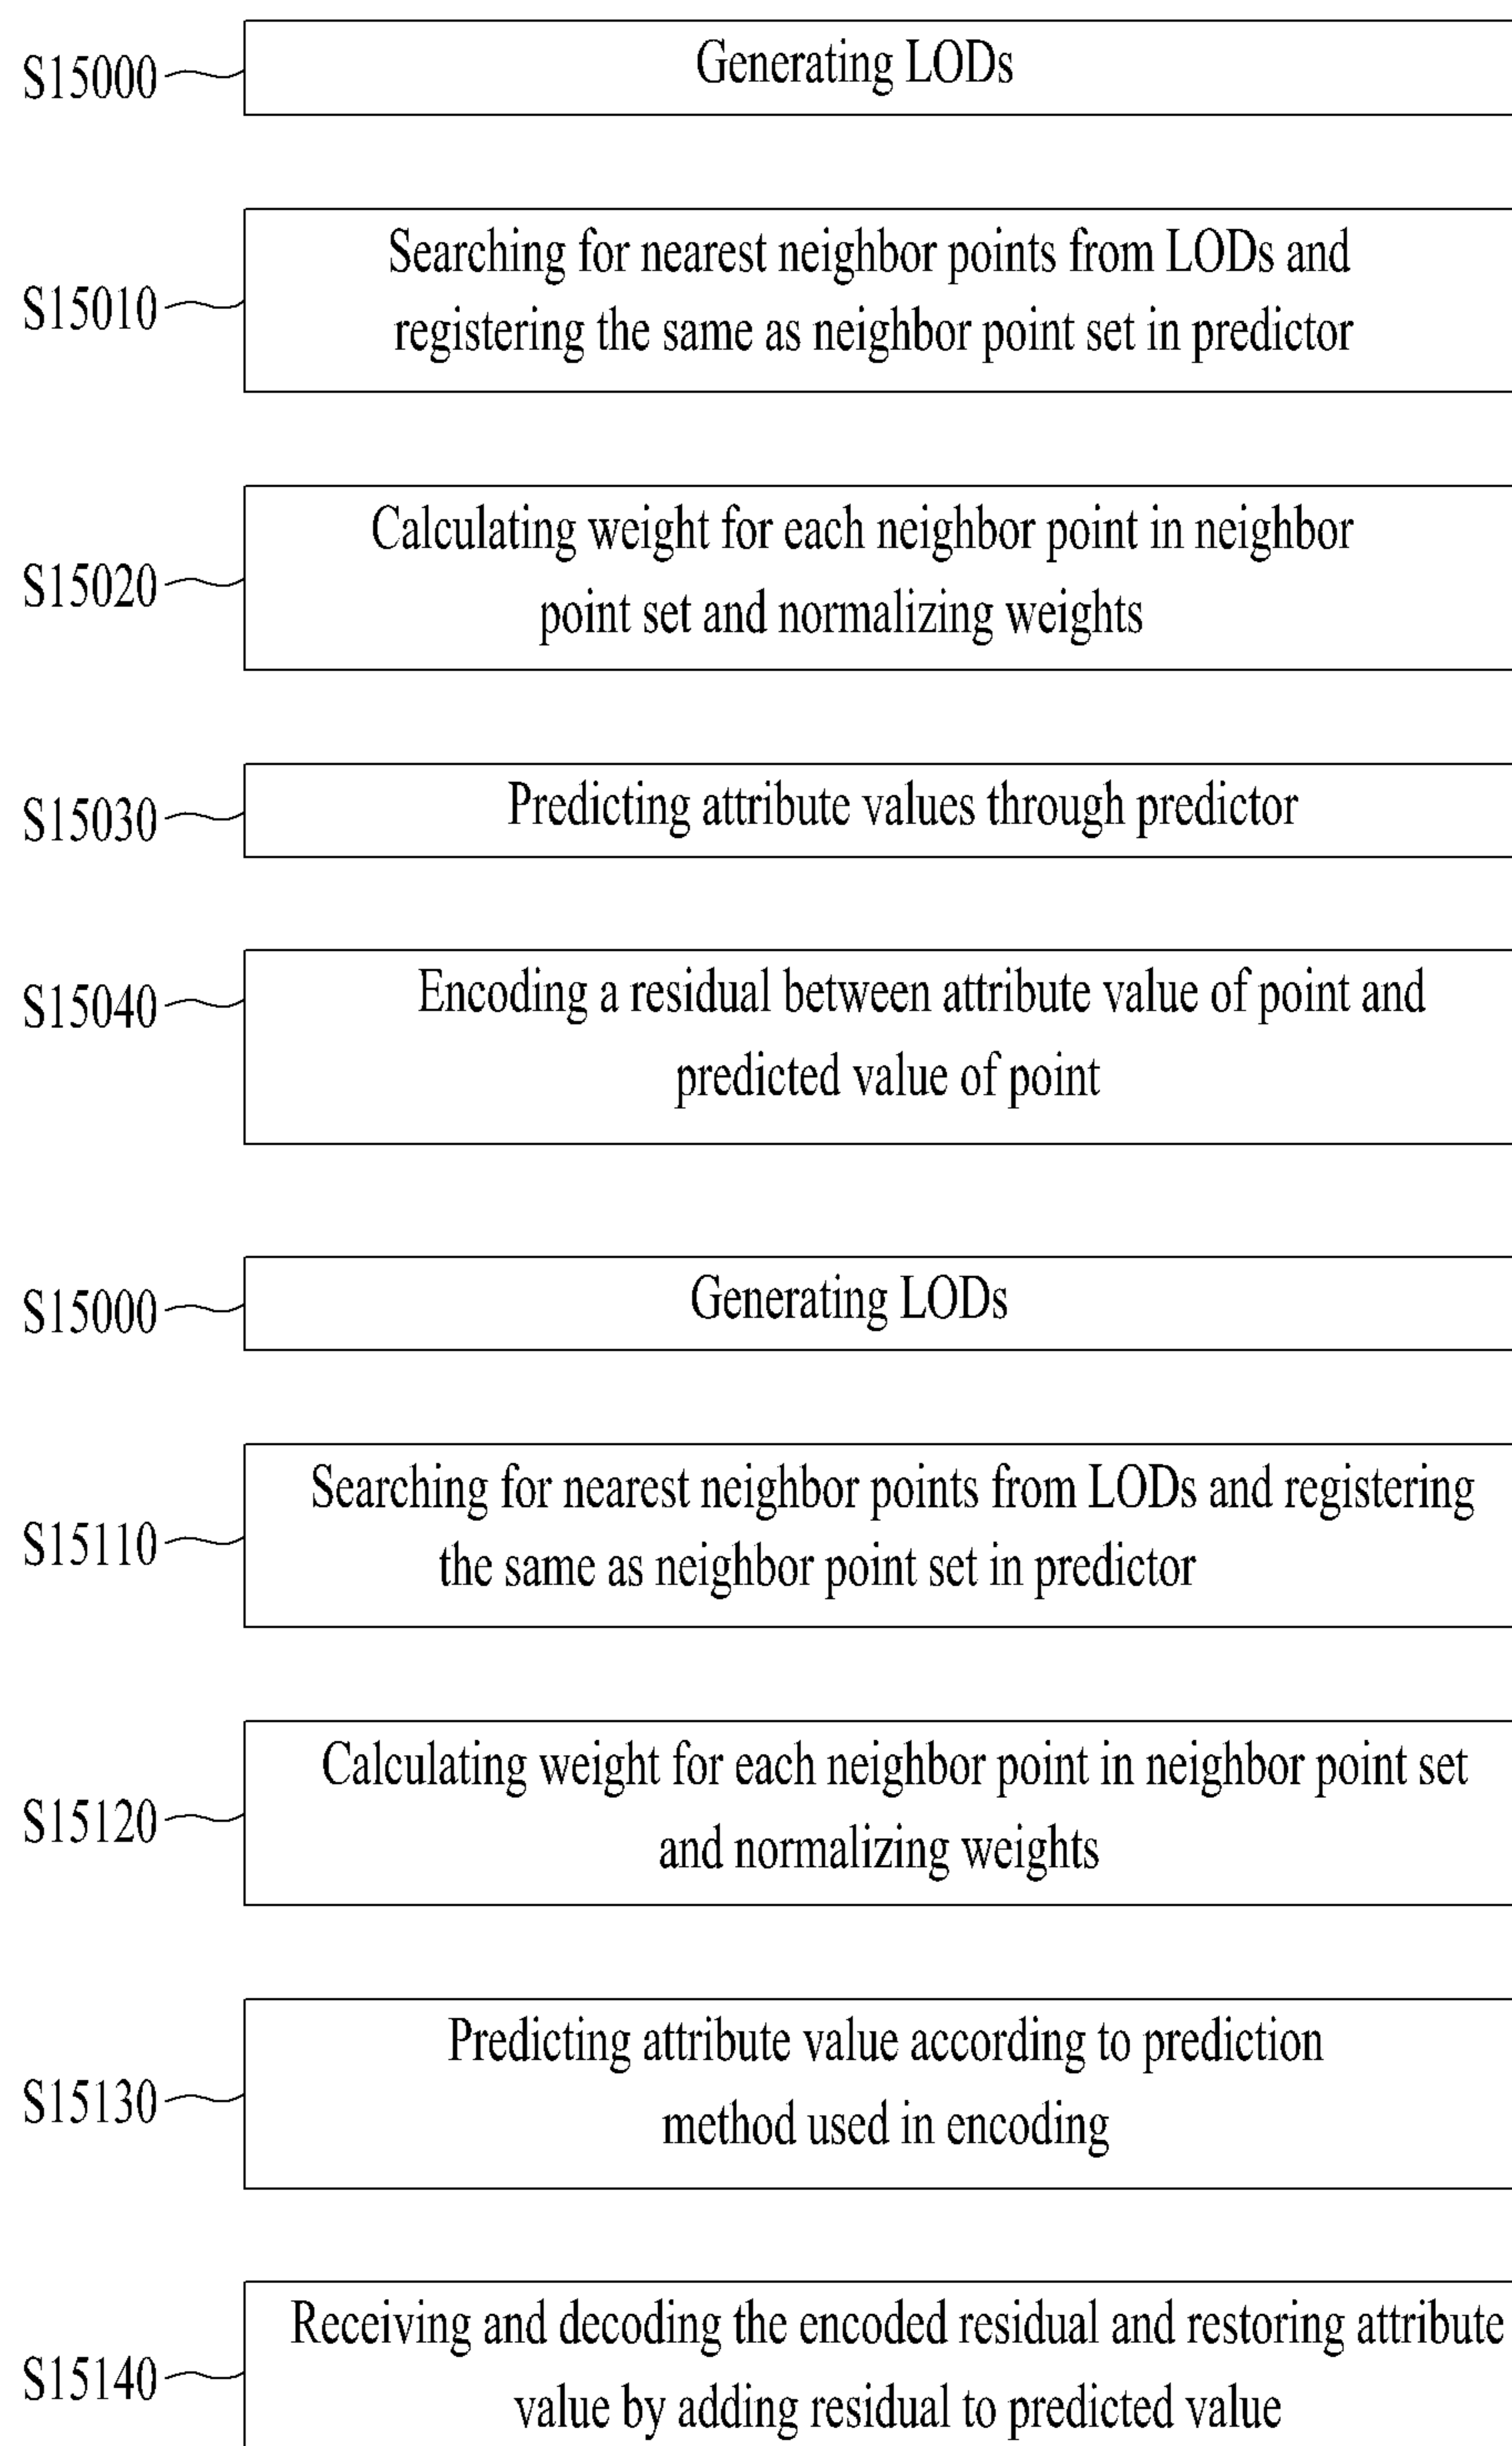 S15000
Generating LODs
S15010
Searching for nearest neighbor points from LODs and
registering the same as neighbor point set in predictor
S15020
Calculating weight for each neighbor point in neighbor
point set and normalizing weights
S15030
Predicting attribute values through predictor
S15040
Encoding a residual between attribute value of point and
predicted value of point
S15000
Generating LODs
S15110
Searching for nearest neighbor points from LODs and registering
the same as neighbor point set in predictor
S15120
Calculating weight for each neighbor point in neighbor point set
and normalizing weights
S15130
Predicting attribute value according to prediction
method used in encoding
S15140
Receiving and decoding the encoded residual and restoring attribute
value by adding residual to predicted value